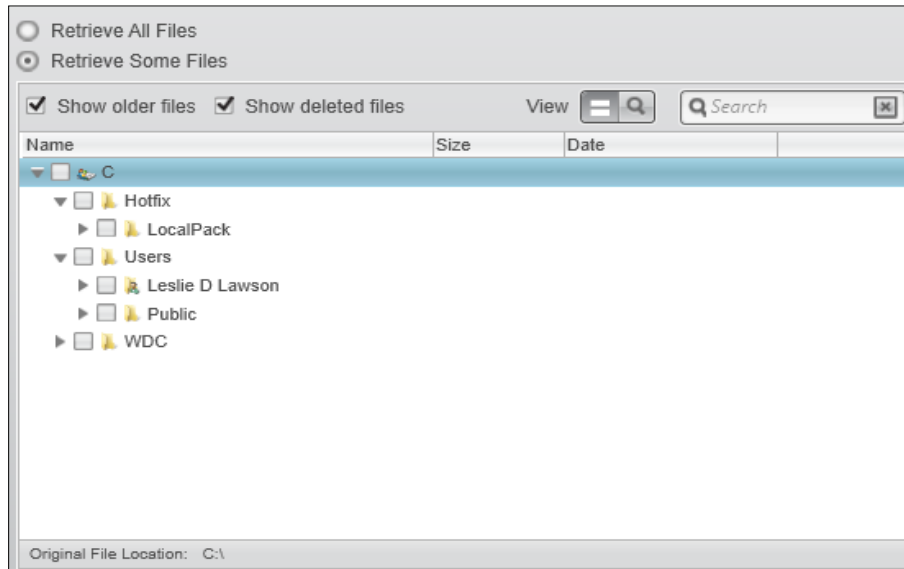 Retrieve All Files
Retrieve Some Files
Show older files Show deleted files View Search
Name Size Date
C
Hotfix
LocalPack
Users
Leslie D Lawson
Public
WDC
Original File Location: C:\